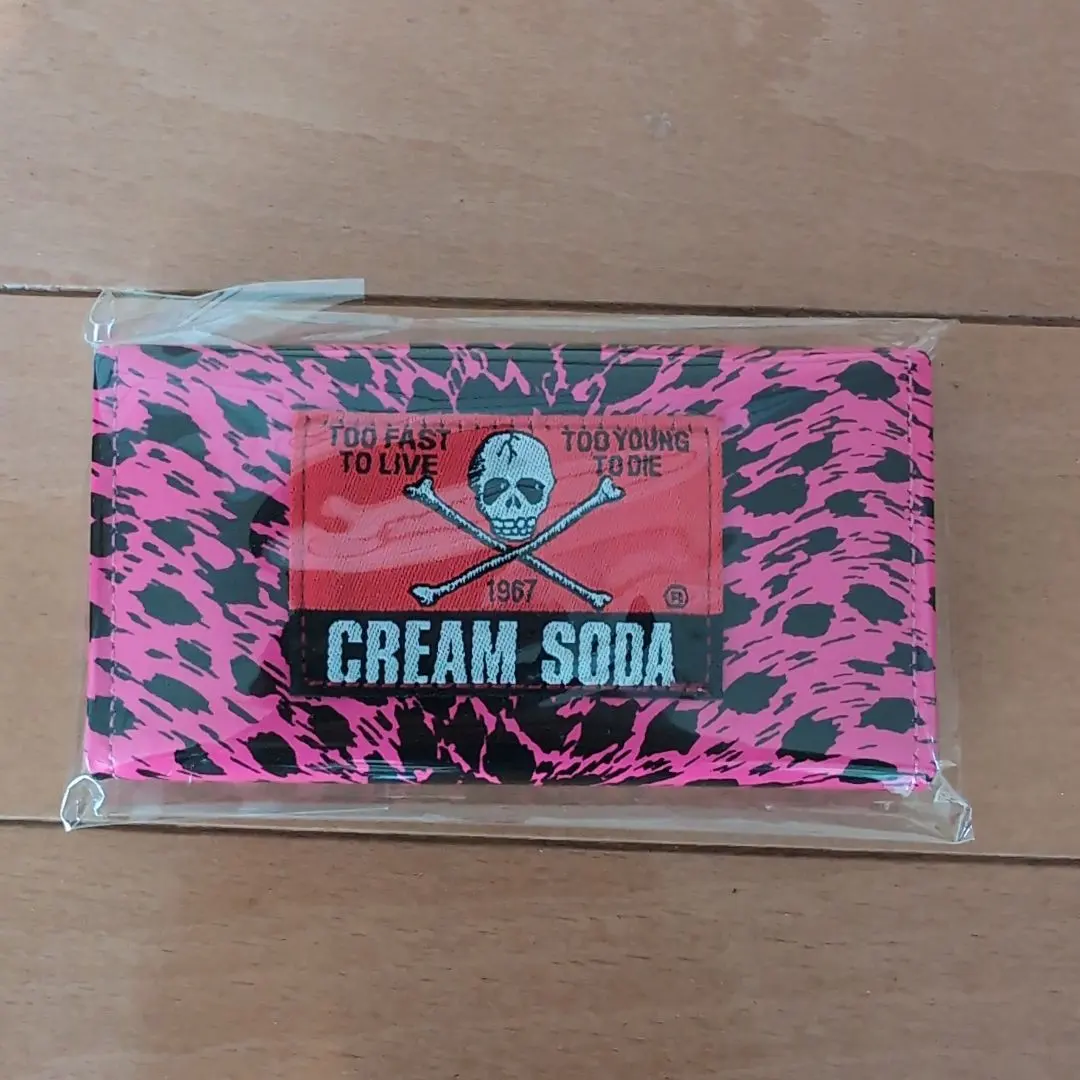 TOO FAST
TO LIVE
TOO YOUNG
TO DIE
1967
®
CREAM SODA